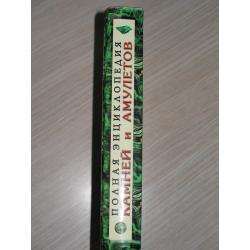 ПОЛНАЯ ЭНЦИКЛОПЕДИЯ
КАМНЕЙ и АМУЛЕТОВ